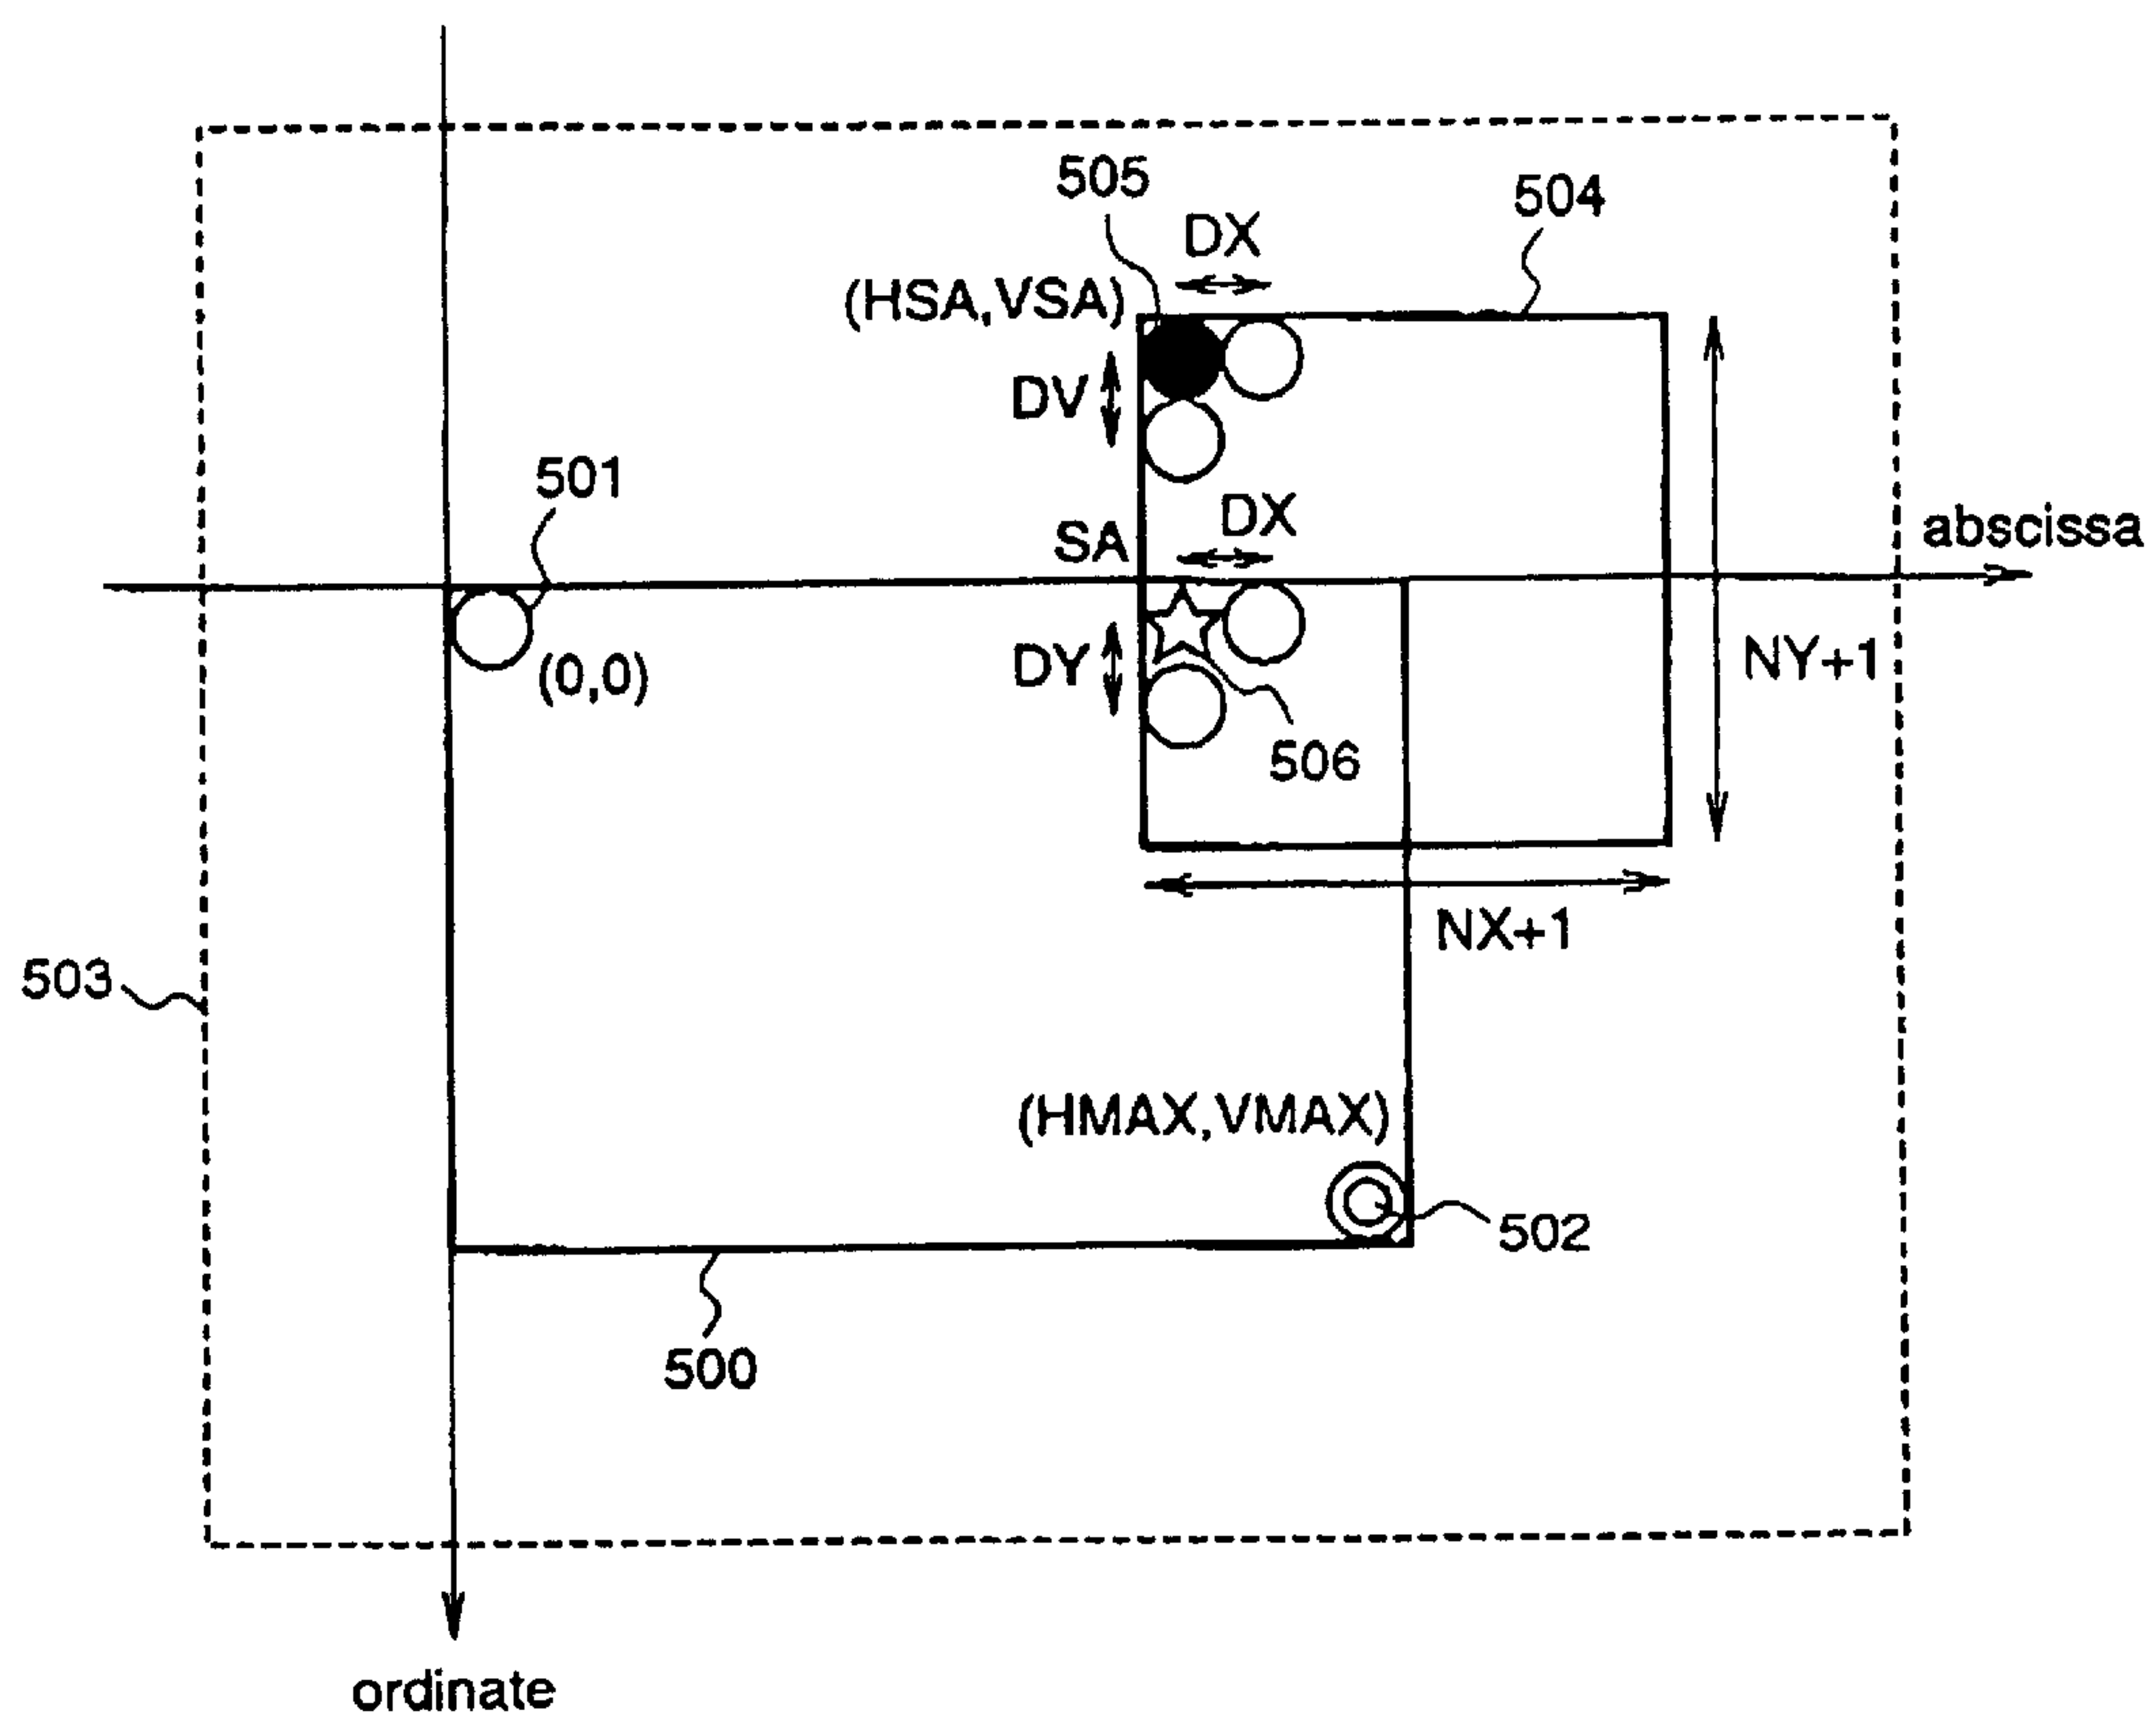 505
504
DX
(HSA,VSA)
DV
501
DX
SA
abscissa
(0,0)
DY
NY+1
506
NX+1
503
(HMAX,VMAX)
502
500
ordinate